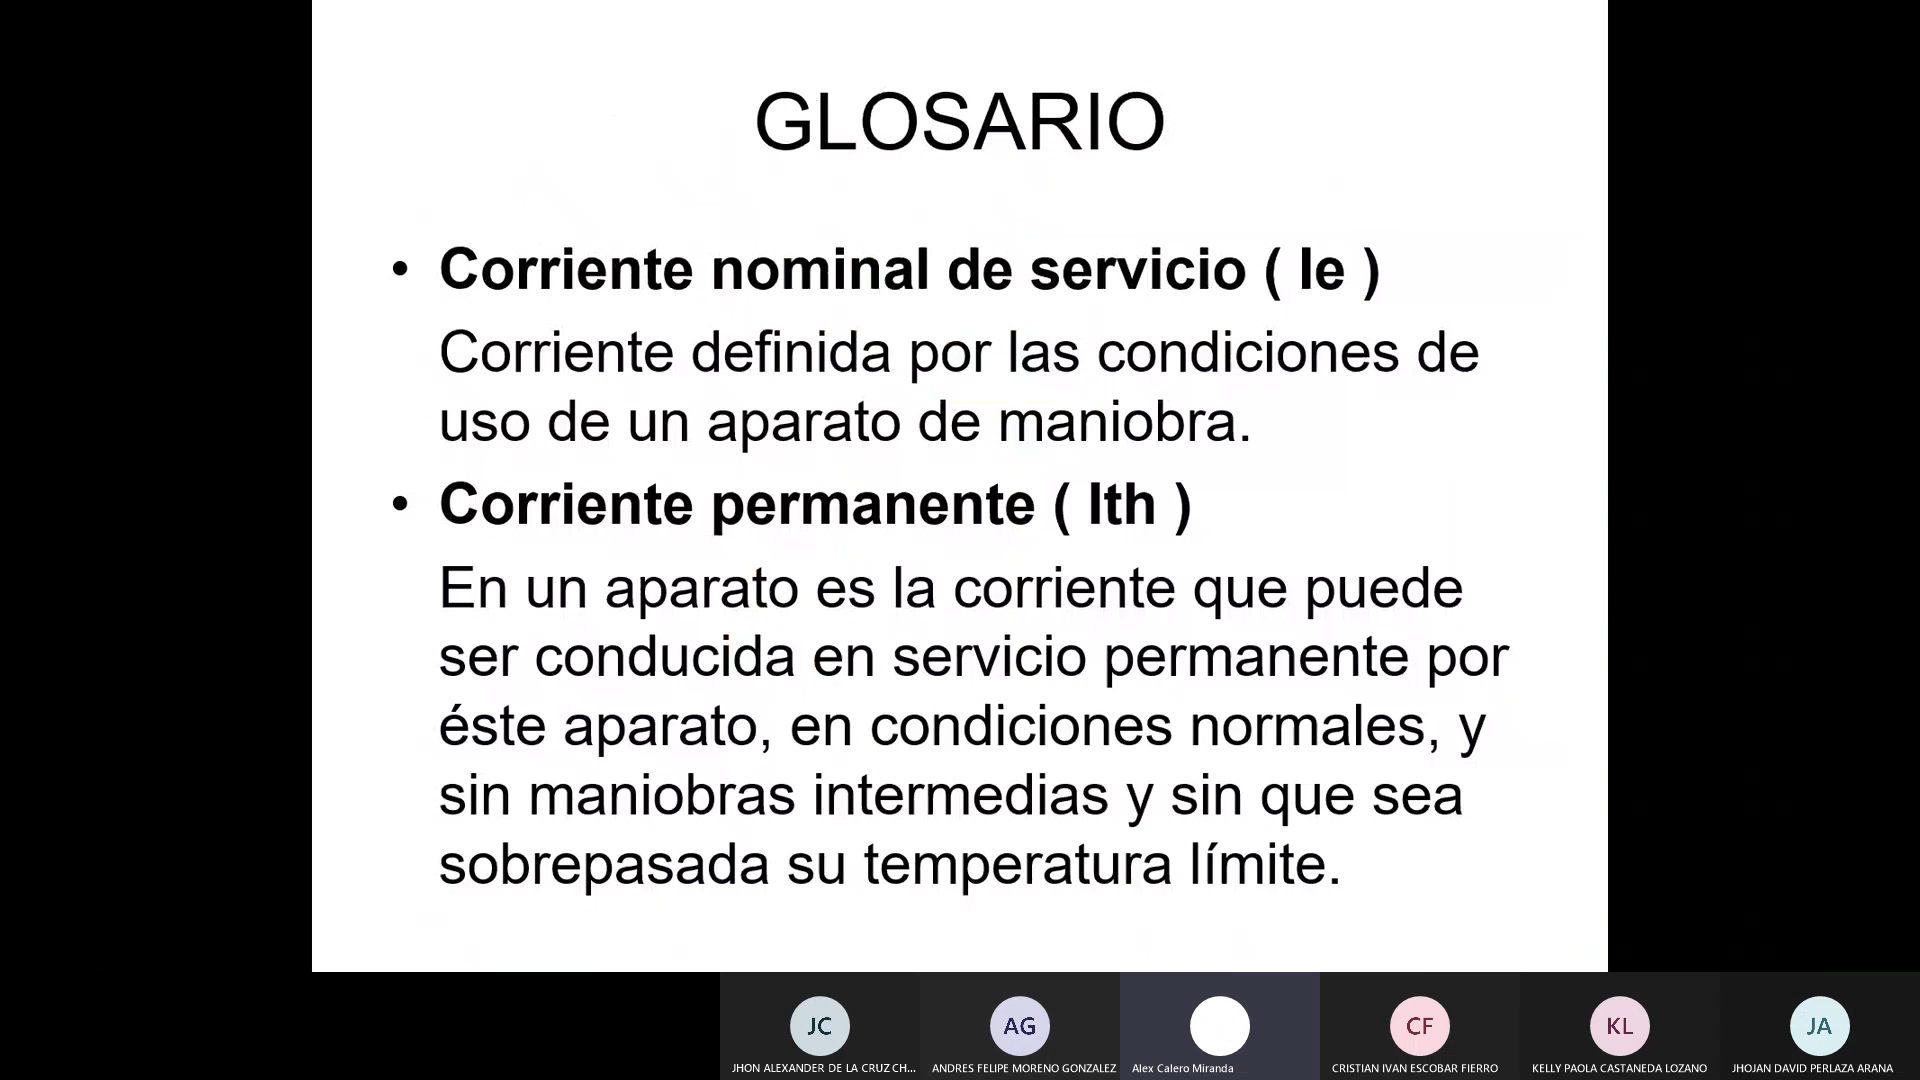 GLOSARIO
• Corriente nominal de servicio ( Ie )
Corriente definida por las condiciones de
uso de un aparato de maniobra.
• Corriente permanente ( Ith )
En un aparato es la corriente que puede
ser conducida en servicio permanente por
éste aparato, en condiciones normales, y
sin maniobras intermedias y sin que sea
sobrepasada su temperatura límite.
JC AG CF KL JA
JHON ALEXANDER DE LA CRUZ CH... ANDRES FELIPE MORENO GONZALEZ Alex Calero Miranda CRISTIAN IVAN ESCOBAR FIERRO KELLY PAOLA CASTANEDA LOZANO JHOJAN DAVID PERLAZA ARANA